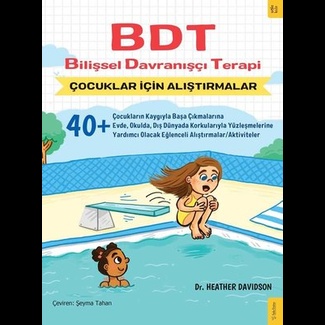 BDT
Bilişsel Davranışçı Terapi
ÇOCUKLAR İÇİN ALIŞTIRMALAR
40+
Çocukların Kaygıyla Başa Çıkmalarına
Evde, Okulda, Dış Dünyada Korkularıyla Yüzleşmelerine
Yardımcı Olacak Eğlenceli Alıştırmalar/Aktiviteler
Dr. HEATHER DAVIDSON
Çeviren: Şeyma Tahan